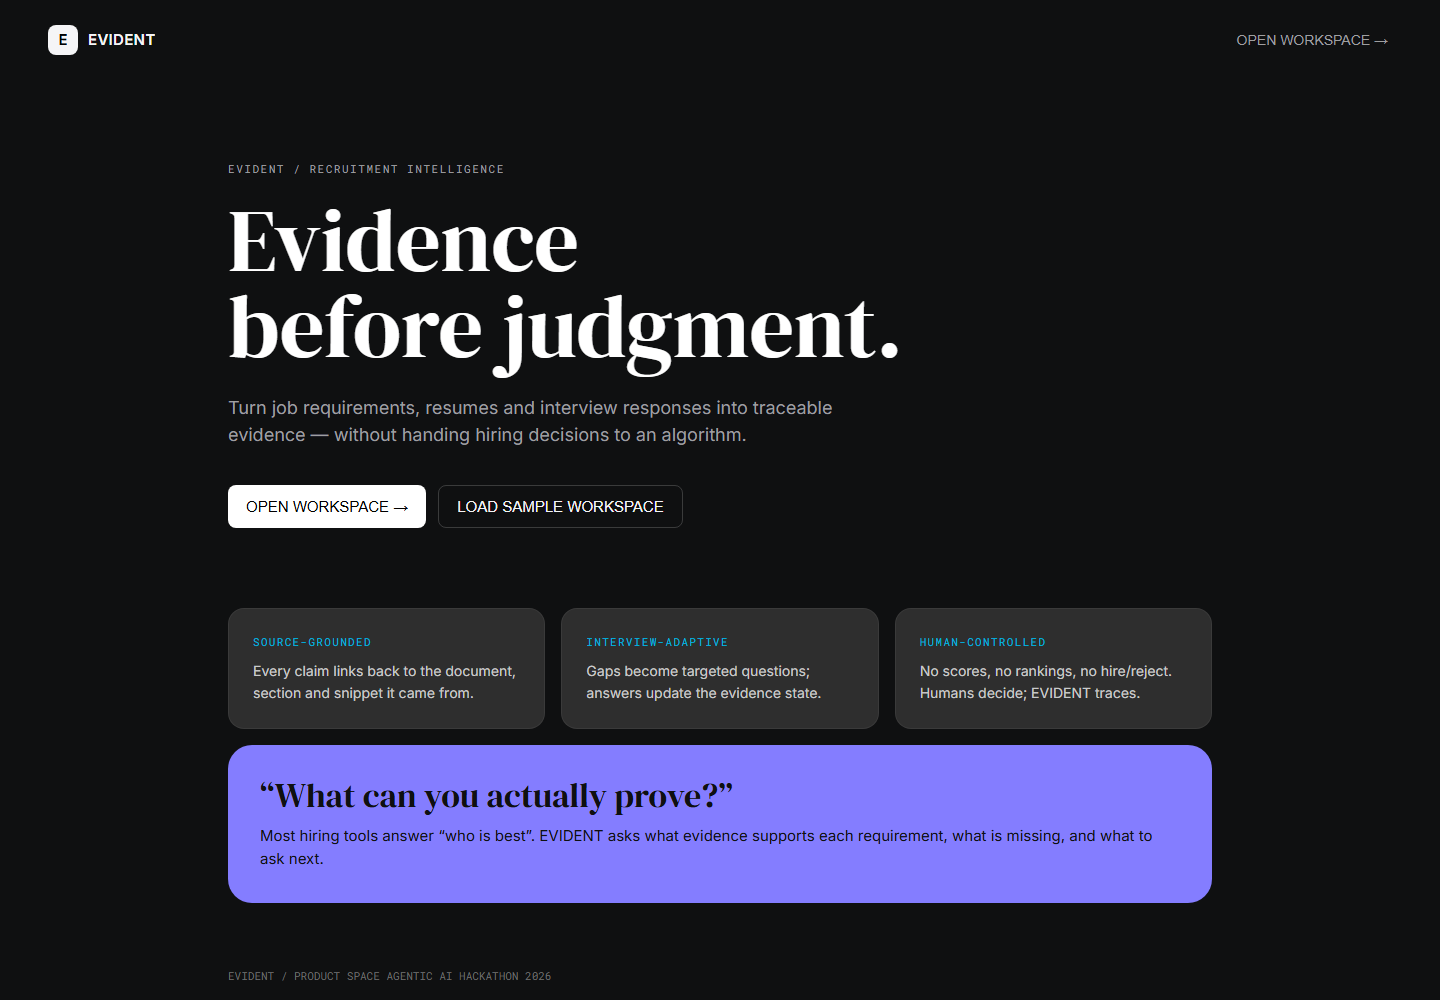 E EVIDENT
OPEN WORKSPACE →
EVIDENT / RECRUITMENT INTELLIGENCE
Evidence
before judgment.
Turn job requirements, resumes and interview responses into traceable
evidence — without handing hiring decisions to an algorithm.
OPEN WORKSPACE →
LOAD SAMPLE WORKSPACE
SOURCE-GROUNDED
Every claim links back to the document,
section and snippet it came from.
INTERVIEW-ADAPTIVE
Gaps become targeted questions;
answers update the evidence state.
HUMAN-CONTROLLED
No scores, no rankings, no hire/reject.
Humans decide; EVIDENT traces.
“What can you actually prove?”
Most hiring tools answer “who is best”. EVIDENT asks what evidence supports each requirement, what is missing, and what to
ask next.
EVIDENT / PRODUCT SPACE AGENTIC AI HACKATHON 2026